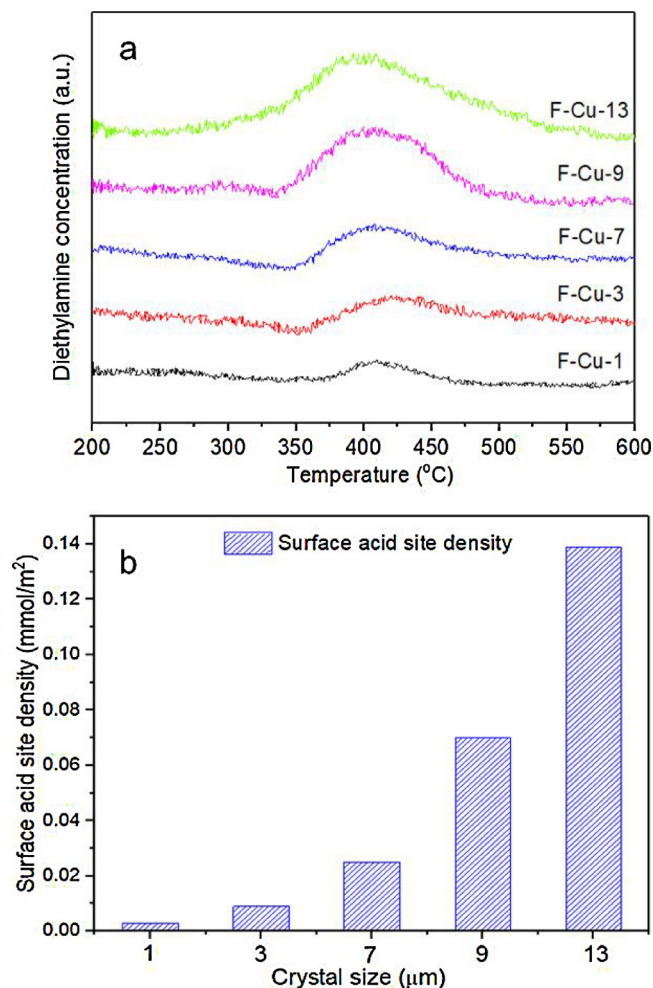 a
Diethylamine concentration (a.u.)
F-Cu-13
F-Cu-9
F-Cu-7
F-Cu-3
F-Cu-1
200 250 300 350 400 450 500 550 600
Temperature (°C)
b
Surface acid site density
Surface acid site density (mmol/m²)
0.14
0.12
0.10
0.08
0.06
0.04
0.02
0.00
1 3 7 9 13
Crystal size (μm)